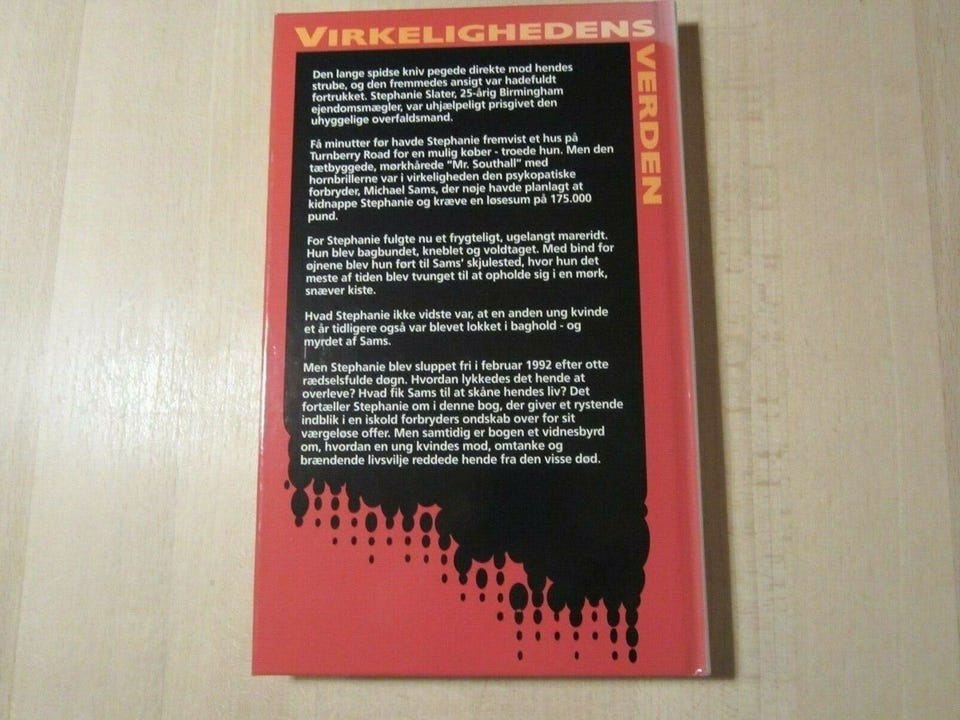 VIRKELIGHEDENS
VERDEN
Den lange spidse kniv pegede direkte mod hendes
strube, og den fremmedes ansigt var hadefuldt
fortrukket. Stephanie Slater, 25-årig Birmingham
ejendomsmægler, var uhjælpeligt prisgivet den
uhyggelige overfaldsmand.
Få minutter før havde Stephanie fremvist et hus på
Turnberry Road for en mulig køber - troede hun. Men den
tætbyggede, mørkhårede "Mr. Southall" med
hornbrillerne var i virkeligheden den psykopatiske
forbryder, Michael Sams, der nøje havde planlagt at
kidnappe Stephanie og kræve en løsesum på 175.000
pund.
For Stephanie fulgte nu et frygteligt, ugelangt mareridt.
Hun blev bagbundet, kneblet og voldtaget. Med bind for
øjnene blev hun ført til Sams' skjulested, hvor hun det
meste af tiden blev tvunget til at opholde sig i en mørk,
snæver kiste.
Hvad Stephanie ikke vidste var, at en anden ung kvinde
et år tidligere også var blevet lokket i baghold - og
myrdet af Sams.
Men Stephanie blev sluppet fri i februar 1992 efter otte
rædselsfulde døgn. Hvordan lykkedes det hende at
overleve? Hvad fik Sams til at skåne hendes liv? Det
fortæller Stephanie om i denne bog, der giver et rystende
indblik i en iskold forbryders ondskab over for sit
værgeløse offer. Men samtidig er bogen et vidnesbyrd
om, hvordan en ung kvindes mod, omtanke og
brændende livsvilje reddede hende fra den visse død.